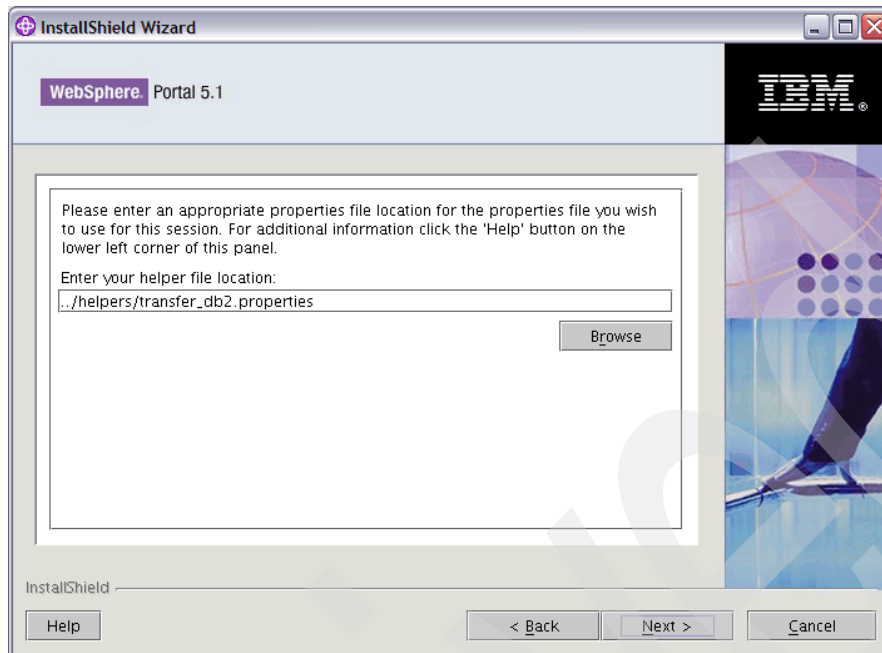 InstallShield Wizard
WebSphere. Portal 5.1
IBM®
Please enter an appropriate properties file location for the properties file you wish
to use for this session. For additional information click the 'Help' button on the
lower left corner of this panel.
Enter your helper file location:
../helpers/transfer_db2.properties
Browse
InstallShield
Help
< Back
Next >
Cancel